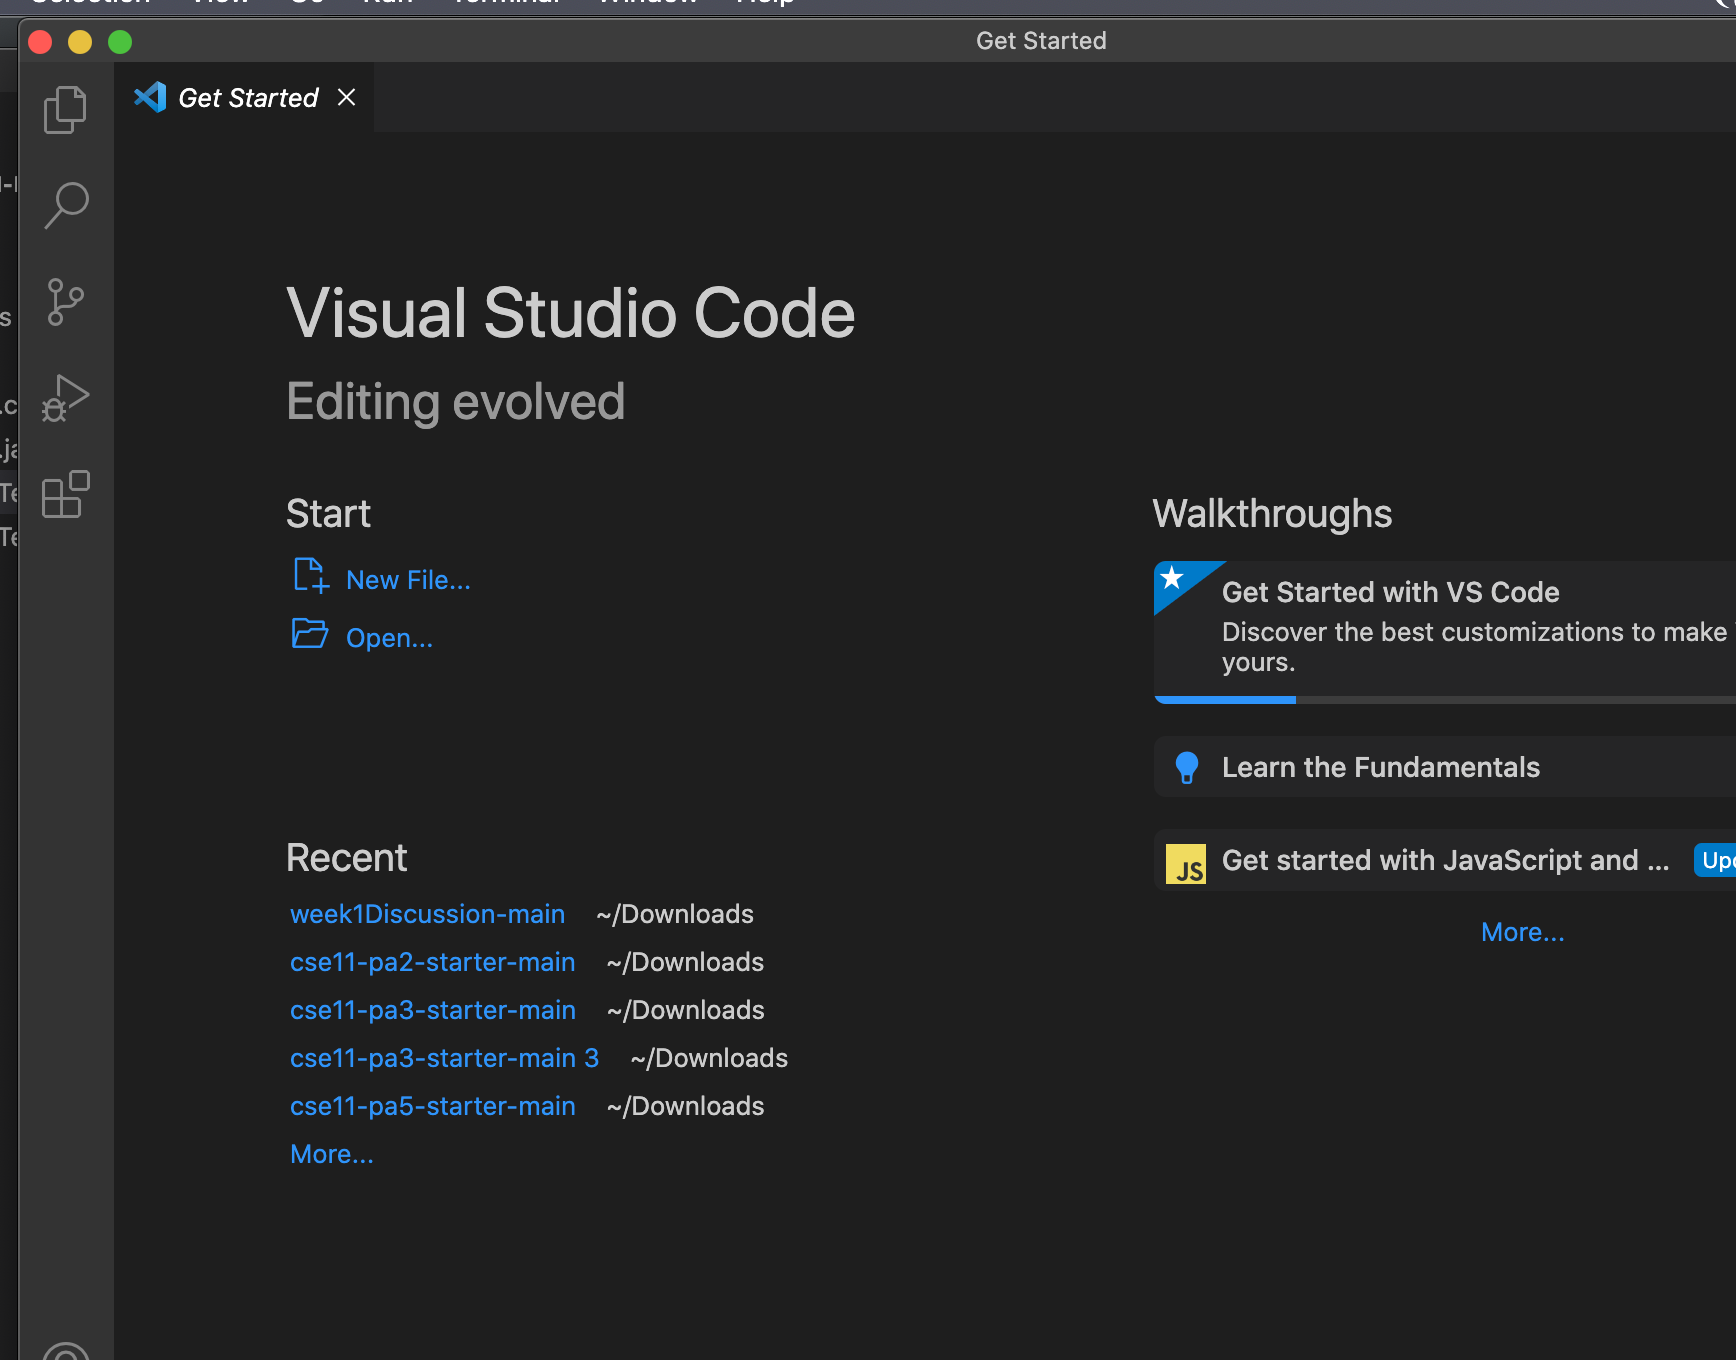 Get Started
Get Started
Visual Studio Code
Editing evolved
Start
New File...
Open...
Recent
week1Discussion-main ~/Downloads
cse11-pa2-starter-main ~/Downloads
cse11-pa3-starter-main ~/Downloads
cse11-pa3-starter-main 3 ~/Downloads
cse11-pa5-starter-main ~/Downloads
More...
Walkthroughs
Get Started with VS Code
Discover the best customizations to make
yours.
Learn the Fundamentals
JS Get started with JavaScript and ...
More...